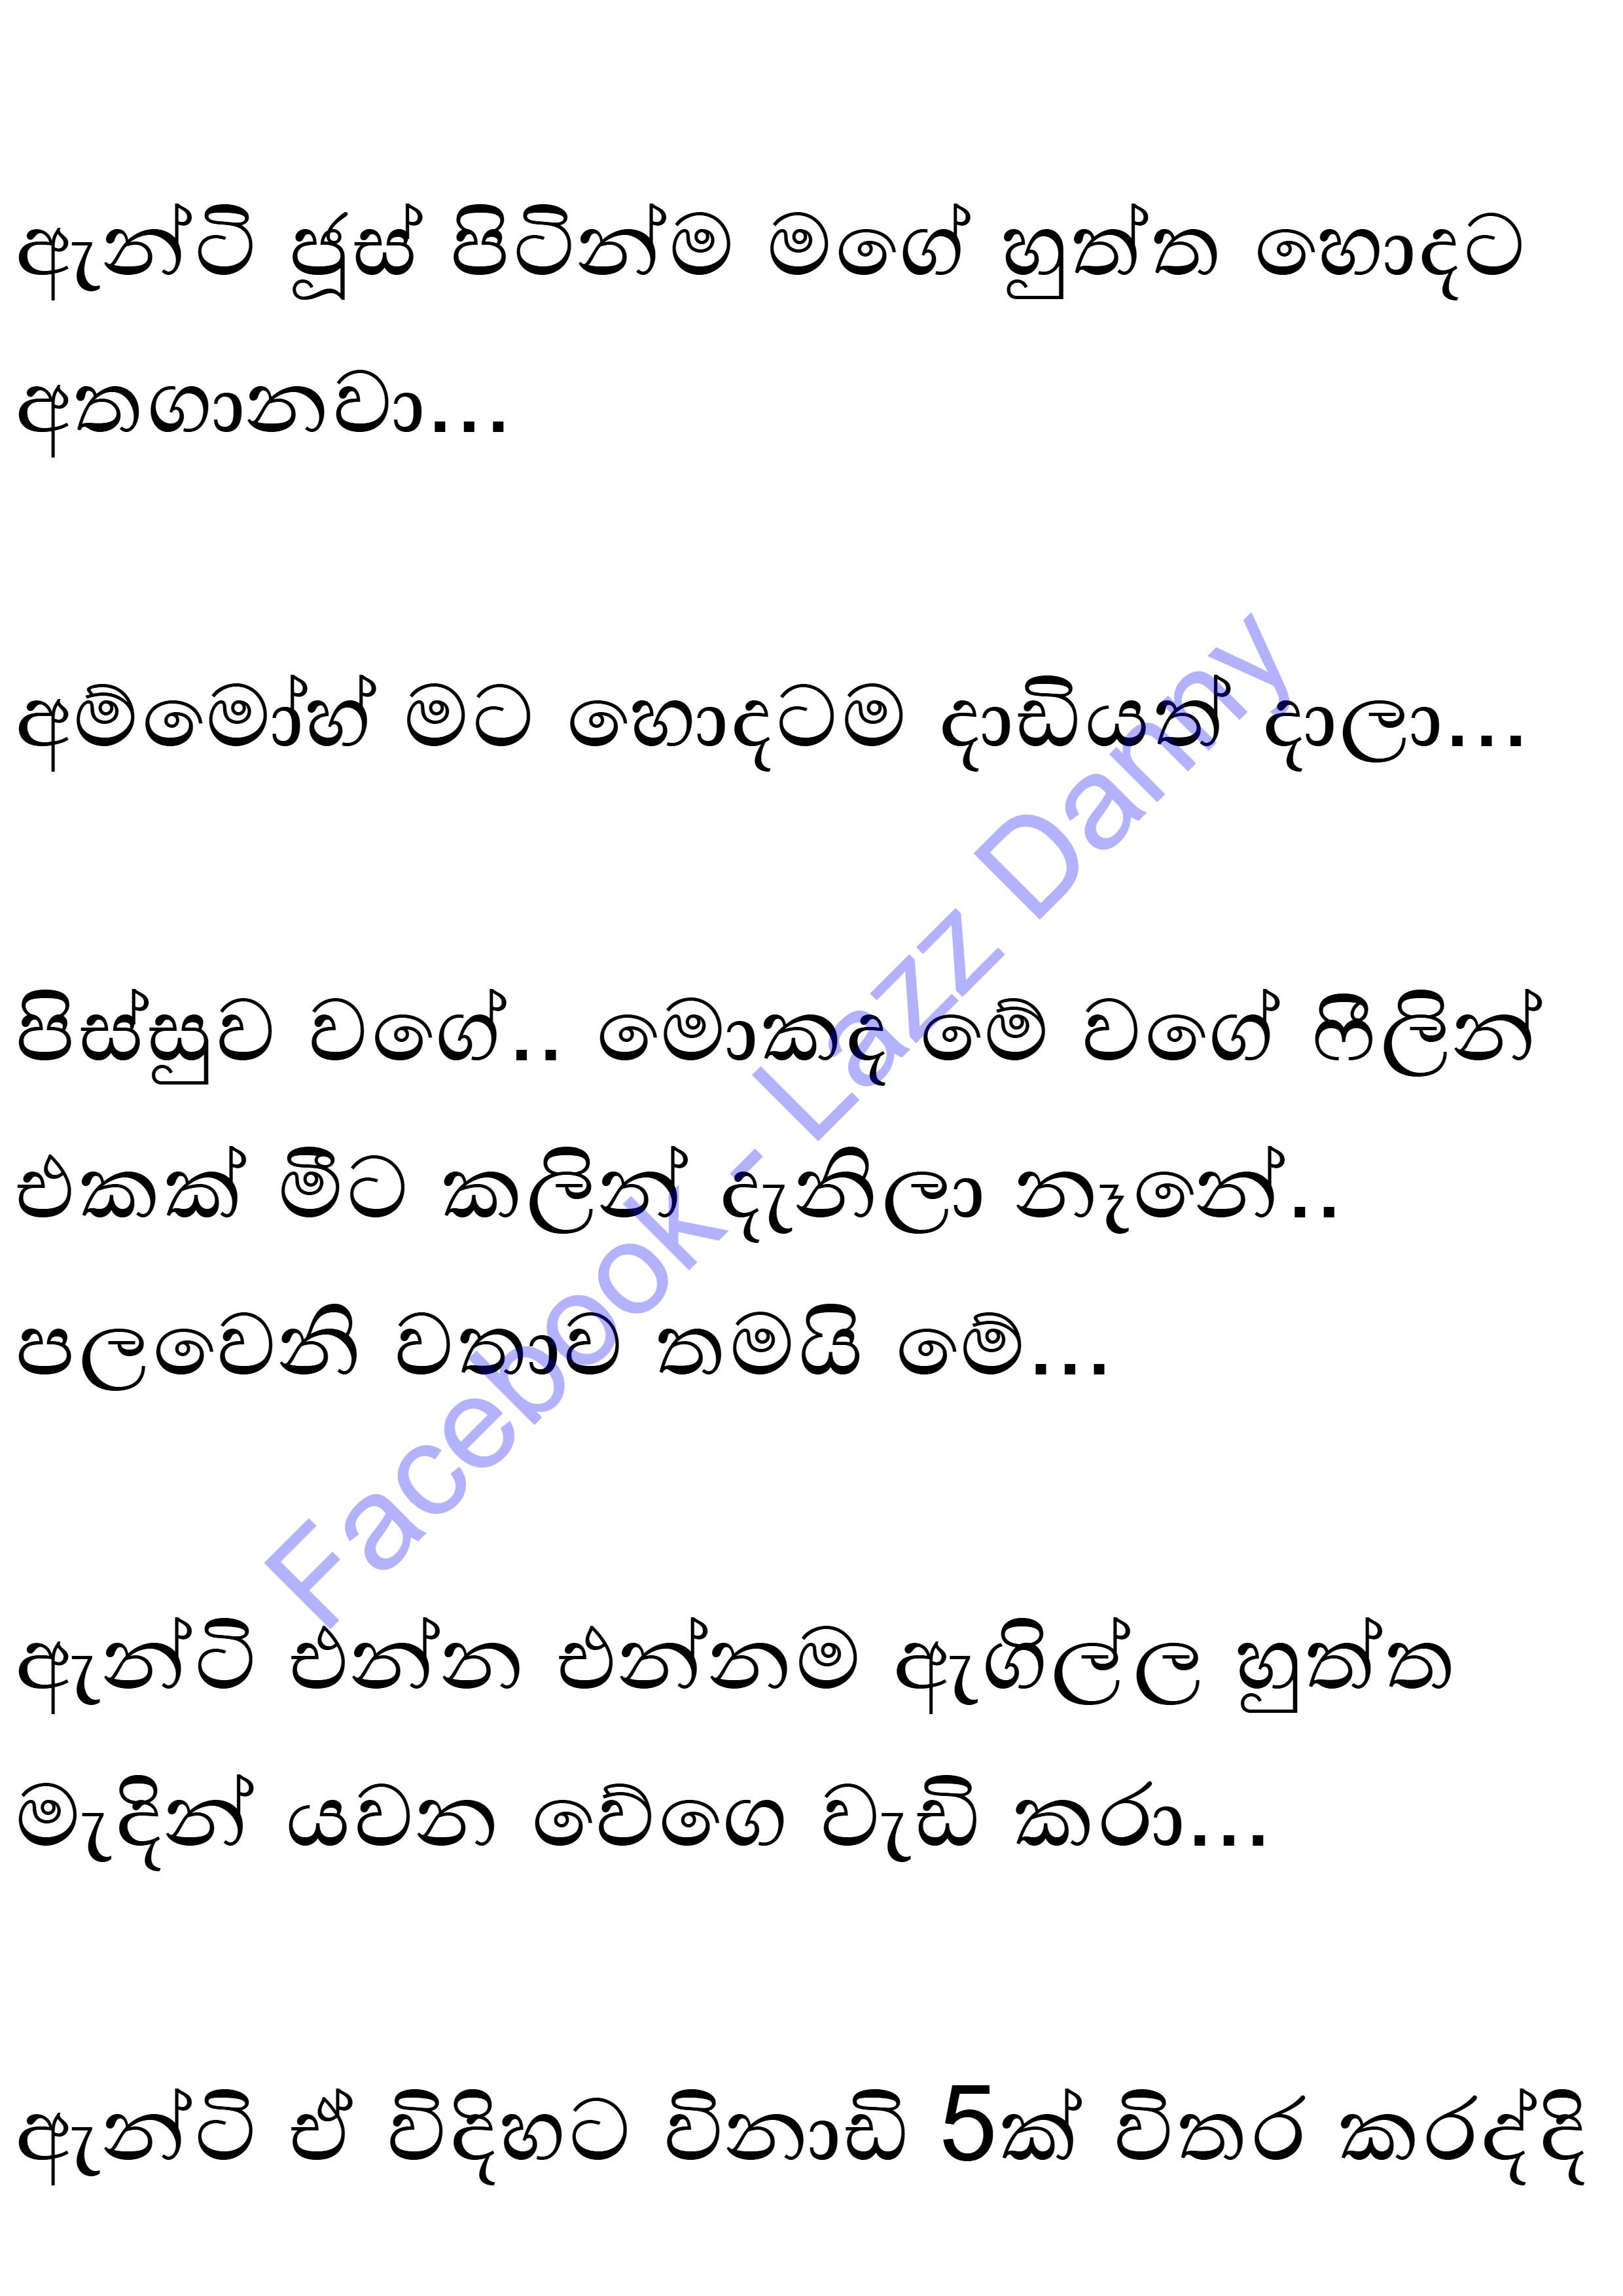 ඇන්ටි ජූස් පිටින්ම මගේ හුත්ත හොදට
අතගානවා...
අම්මෝහ් මට හොදටම දාඩියත් දාලා...
පිස්සුව වගේ.. මොකද මේ වගේ ෆීලින්
එකක් මීට කලින් දැනිලා නෑනේ..
පලවෙනි වතාව තමයි මේ...
ඇන්ටි එන්න එන්නම ඇගිල්ල හුත්ත
මැදින් යවන වේගෙ වැඩි කරා...
ඇන්ටි ඒ විදිහට විනාඩි 5ක් විතර කරද්දි
Facebook - Lazz Danny